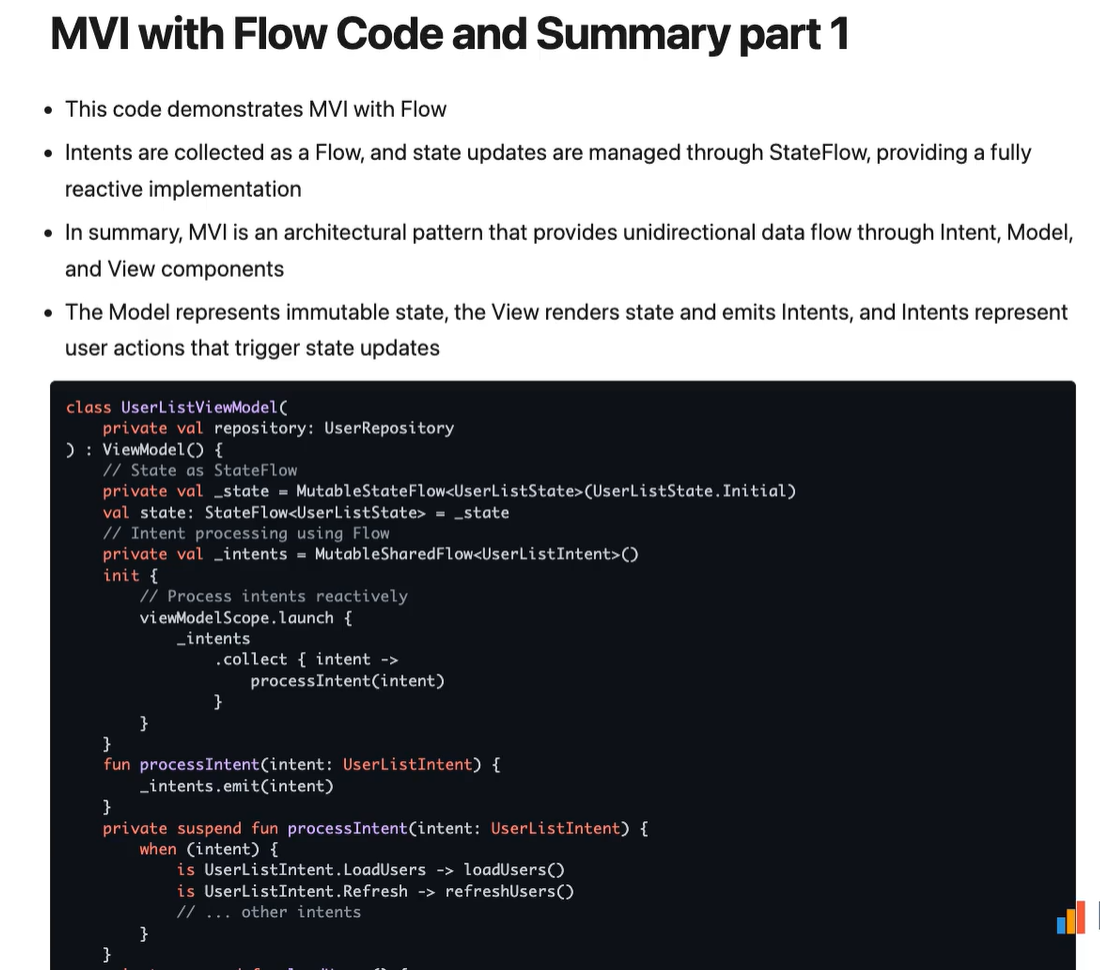 MVI with Flow Code and Summary part 1
• This code demonstrates MVI with Flow
• Intents are collected as a Flow, and state updates are managed through StateFlow, providing a fully
reactive implementation
• In summary, MVI is an architectural pattern that provides unidirectional data flow through Intent, Model,
and View components
• The Model represents immutable state, the View renders state and emits Intents, and Intents represent
user actions that trigger state updates
class UserListViewModel(
    private val repository: UserRepository
) : ViewModel() {
    // State as StateFlow
    private val _state = MutableStateFlow<UserListState>(UserListState.Initial)
    val state: StateFlow<UserListState> = _state
    // Intent processing using Flow
    private val _intents = MutableSharedFlow<UserListIntent>()
    init {
        // Process intents reactively
        viewModelScope.launch {
            _intents
                .collect { intent ->
                    processIntent(intent)
                }
        }
    }
    fun processIntent(intent: UserListIntent) {
        _intents.emit(intent)
    }
    private suspend fun processIntent(intent: UserListIntent) {
        when (intent) {
            is UserListIntent.LoadUsers -> loadUsers()
            is UserListIntent.Refresh -> refreshUsers()
            // ... other intents
        }
    }